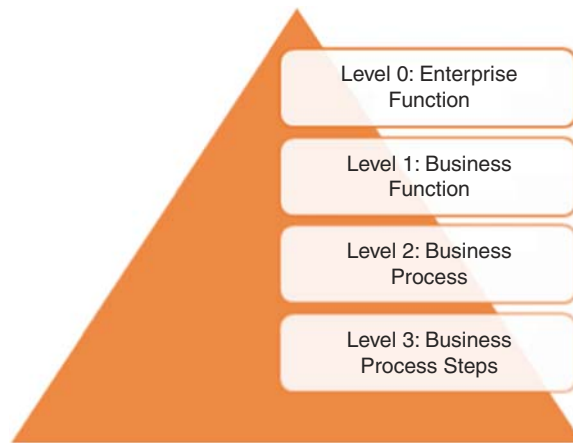 Level 0: Enterprise
Function
Level 1: Business
Function
Level 2: Business
Process
Level 3: Business
Process Steps